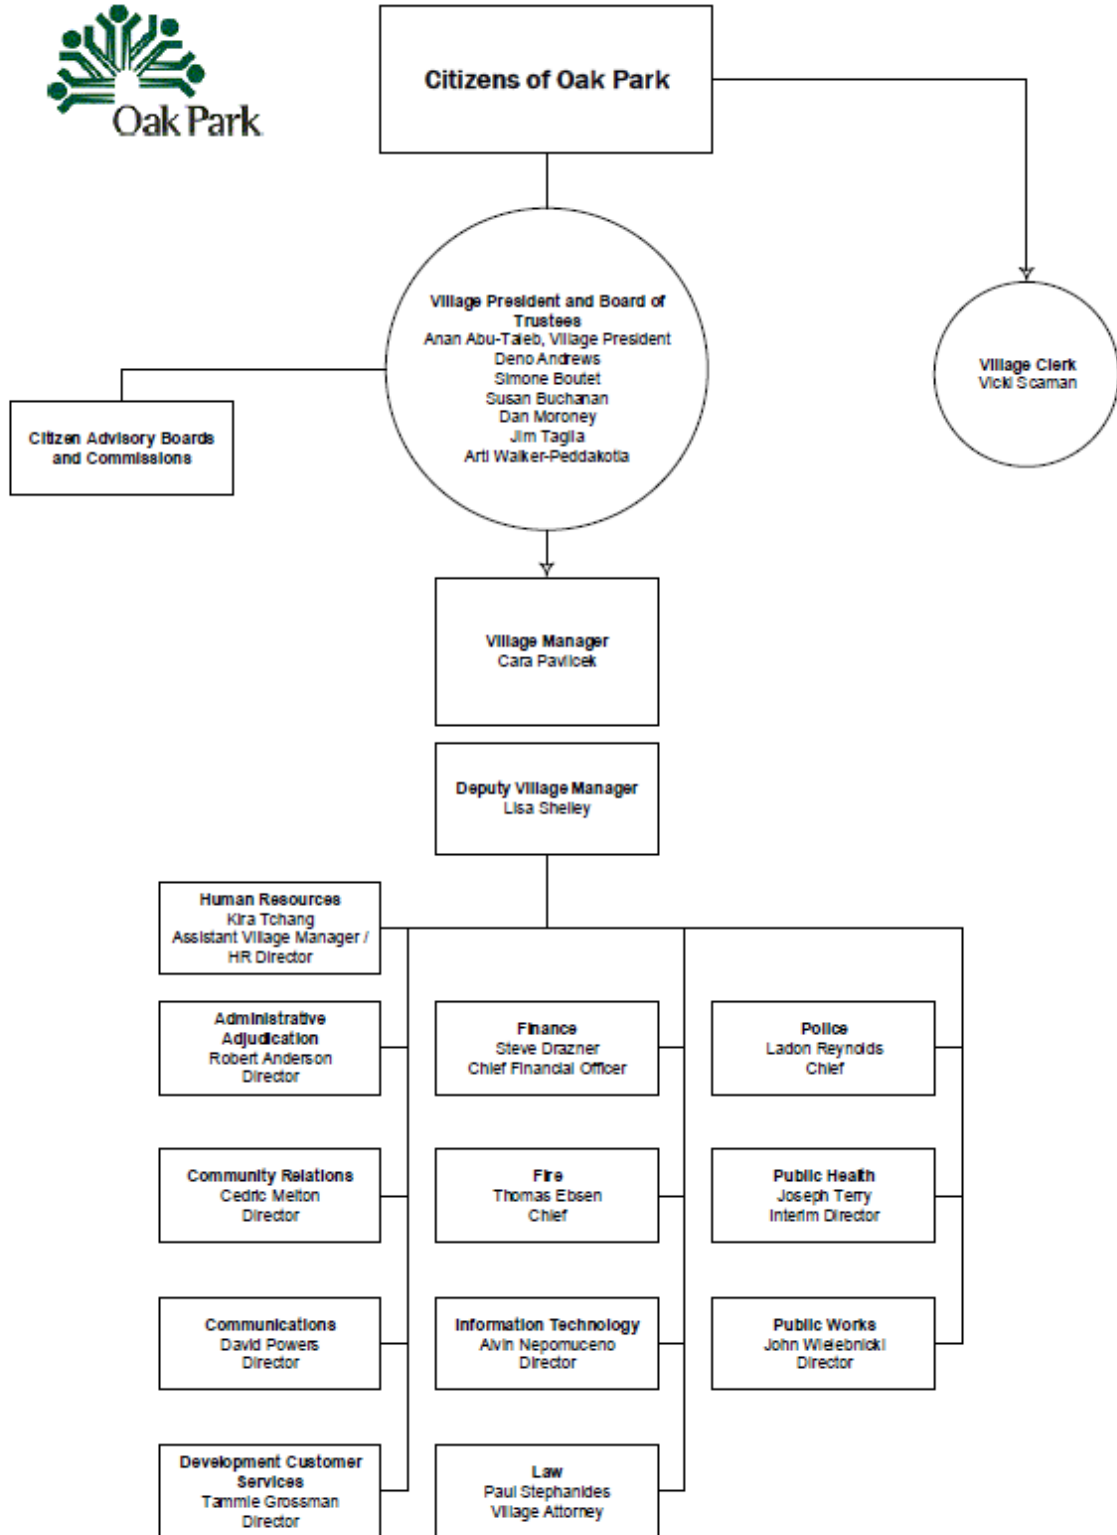 Oak Park
Citizens of Oak Park
Village President and Board of
Trustees
Anan Abu-Taleb, Village President
Deno Andrews
Simone Boutet
Susan Buchanan
Dan Moroney
Jim Taglia
Arti Walker-Peddakotla
Village Clerk
Vicki Scaman
Citizen Advisory Boards
and Commissions
Village Manager
Cara Pavlicek
Deputy Village Manager
Lisa Shelley
Human Resources
Kira Tchang
Assistant Village Manager /
HR Director
Administrative
Adjudication
Robert Anderson
Director
Finance
Steve Drazner
Chief Financial Officer
Police
Ladon Reynolds
Chief
Community Relations
Cedric Melton
Director
Fire
Thomas Ebsen
Chief
Public Health
Joseph Terry
Interim Director
Communications
David Powers
Director
Information Technology
Alvin Nepomuceno
Director
Public Works
John Wielebnicki
Director
Development Customer
Services
Tammie Grossman
Director
Law
Paul Stephanides
Village Attorney